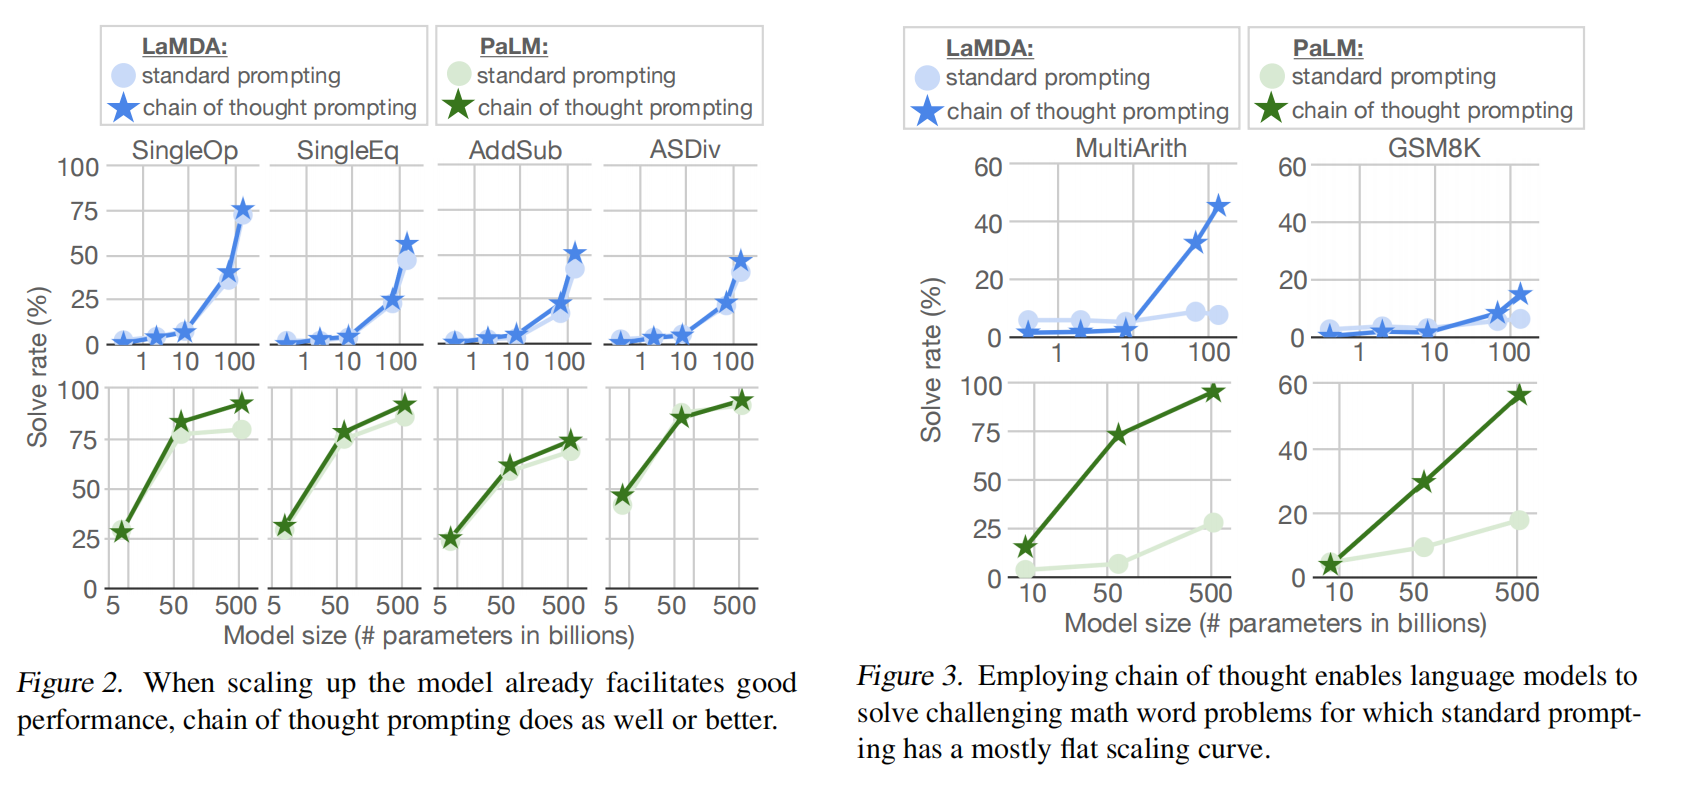 LaMDA:
standard prompting
chain of thought prompting
PaLM:
standard prompting
chain of thought prompting
SingleOp SingleEq AddSub ASDiv
100
75
50
25
0
1 10 100 1 10 100 1 10 100 1 10 100
100
75
50
25
0
5 50 500 5 50 500 5 50 500 5 50 500
Solve rate (%)
Model size (# parameters in billions)
Figure 2. When scaling up the model already facilitates good
performance, chain of thought prompting does as well or better.
LaMDA:
standard prompting
chain of thought prompting
PaLM:
standard prompting
chain of thought prompting
MultiArith GSM8K
60 60
40 40
20 20
0 0
1 10 100 1 10 100
100 60
75
40
50
20
25
0 0
10 50 500 10 50 500
Solve rate (%)
Model size (# parameters in billions)
Figure 3. Employing chain of thought enables language models to
solve challenging math word problems for which standard prompt-
ing has a mostly flat scaling curve.